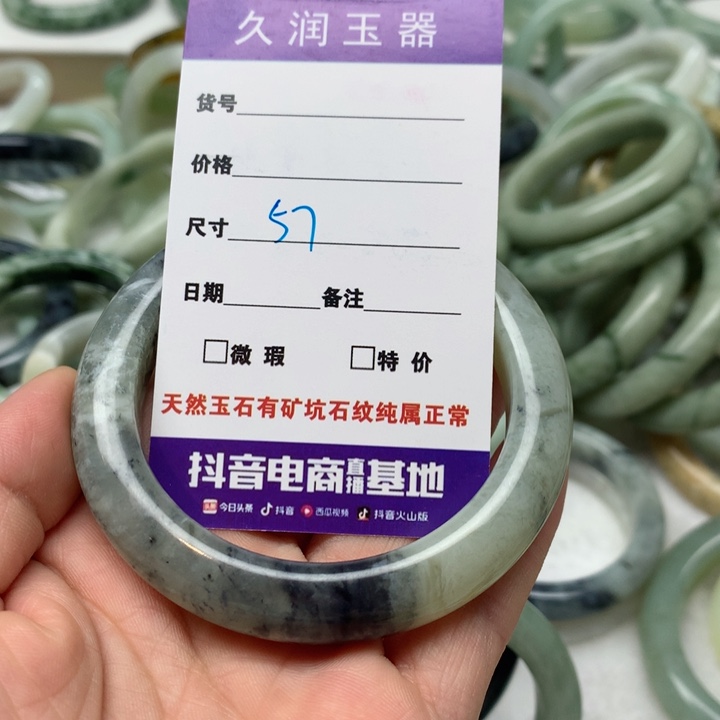 久润玉器
货号
价格
尺寸 57
日期 备注
微瑕 特价
天然玉石有矿坑石纹纯属正常
抖音电商直播基地
头条 今日头条 抖音 西瓜视频 抖音火山版